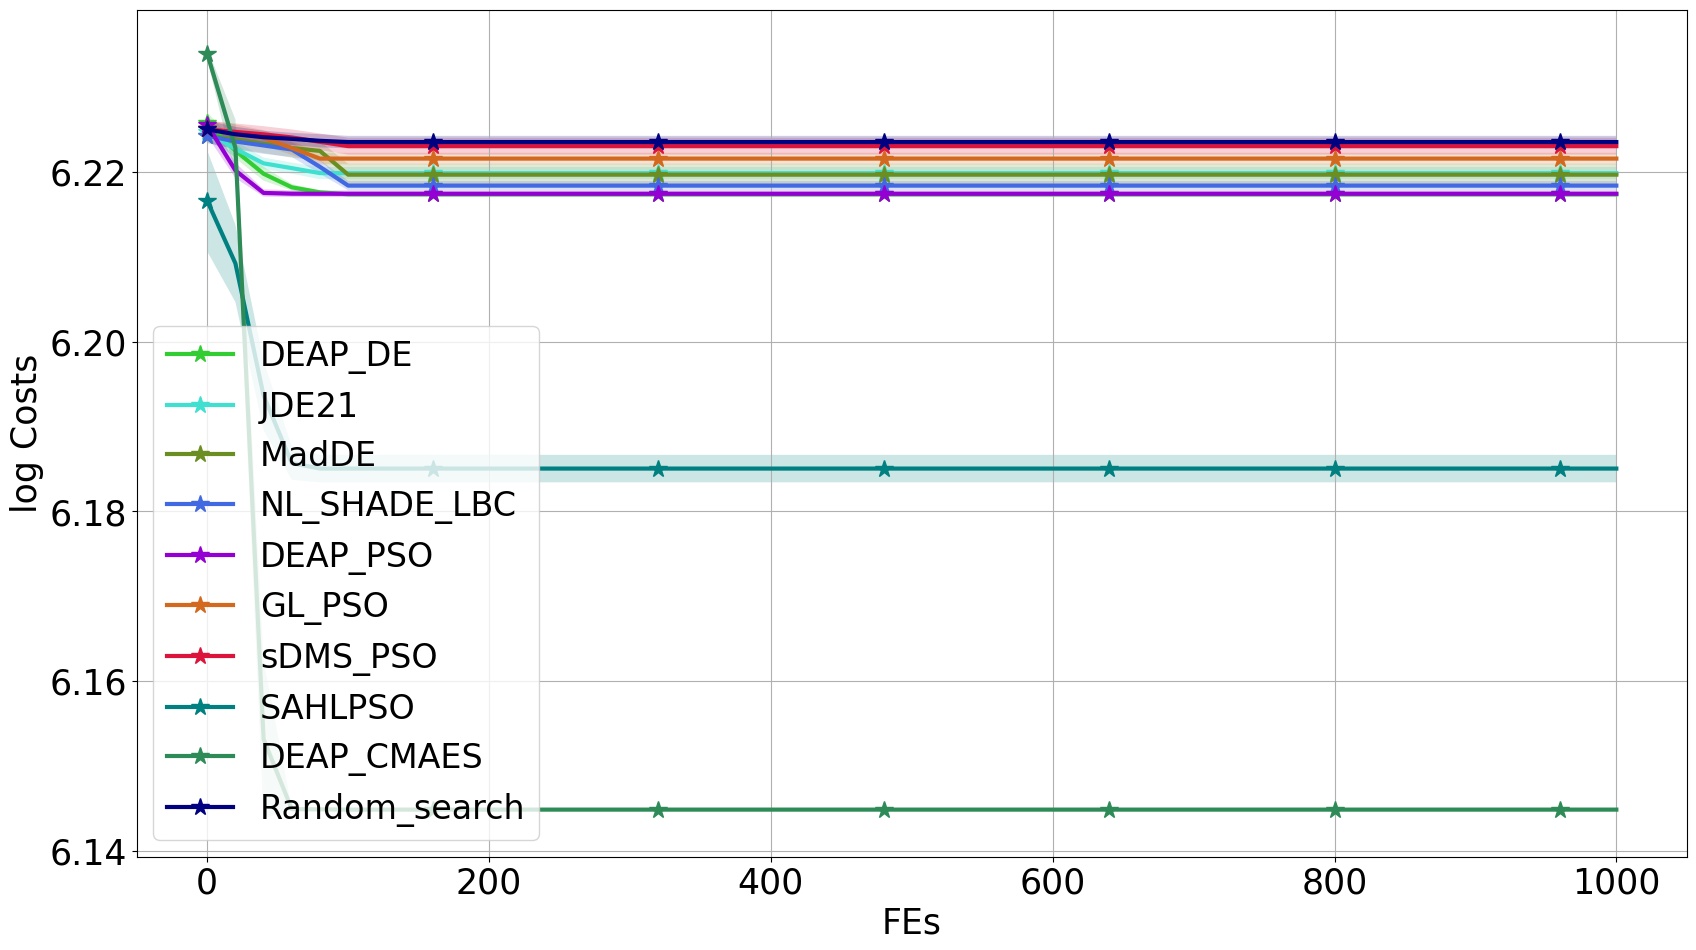 log Costs
6.22
6.20
6.18
6.16
6.14
DEAP_DE
JDE21
MadDE
NL_SHADE_LBC
DEAP_PSO
GL_PSO
sDMS_PSO
SAHLPSO
DEAP_CMAES
Random_search
0 200 400 600 800 1000
FEs